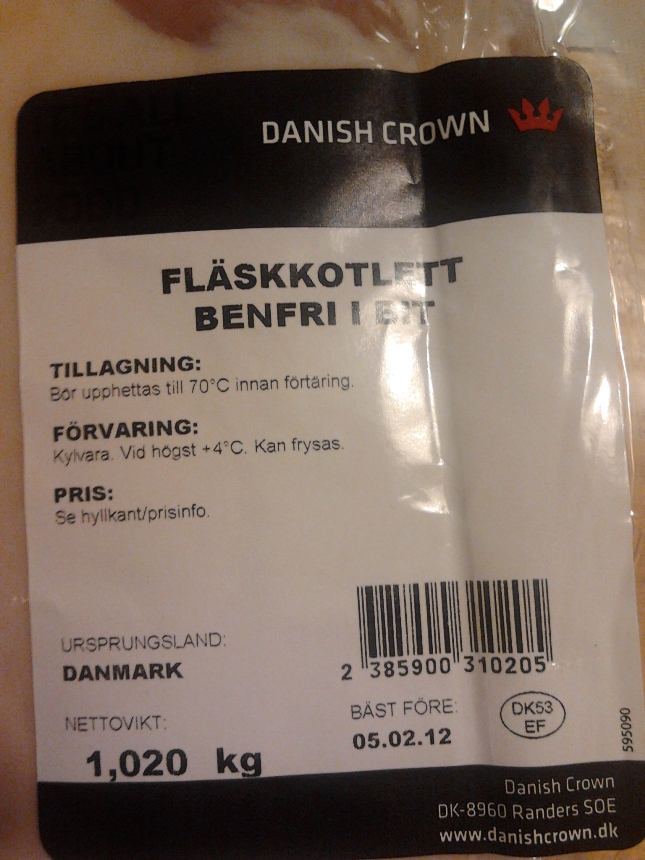 DANISH CROWN
FLÄSKKOTLETT
BENFRI I BIT
TILLAGNING:
Bör upphettas till 70°C innan förtäring.
FÖRVARING:
Kylvara. Vid högst +4°C. Kan frysas.
PRIS:
Se hyllkant/prisinfo.
URSPRUNGSLAND:
DANMARK
2 385900 310205
NETTOVIKT:
1,020 kg
BÄST FÖRE:
05.02.12
DK53
EF
595090
Danish Crown
DK-8960 Randers SOE
www.danishcrown.dk